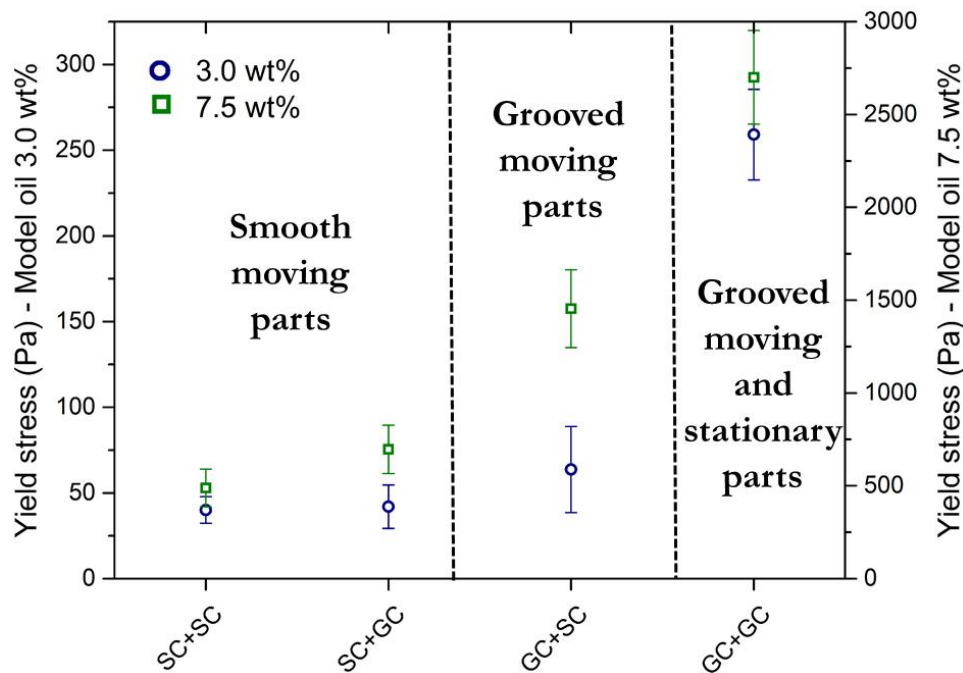 Yield stress (Pa) - Model oil 3.0 wt%
300
250
200
150
100
50
0
3.0 wt%
7.5 wt%
Smooth
moving
parts
Grooved
moving
parts
Grooved
moving
and
stationary
parts
3000
2500
2000
1500
1000
500
0
Yield stress (Pa) - Model oil 7.5 wt%
SC+SC
SC+GC
GC+SC
GC+GC